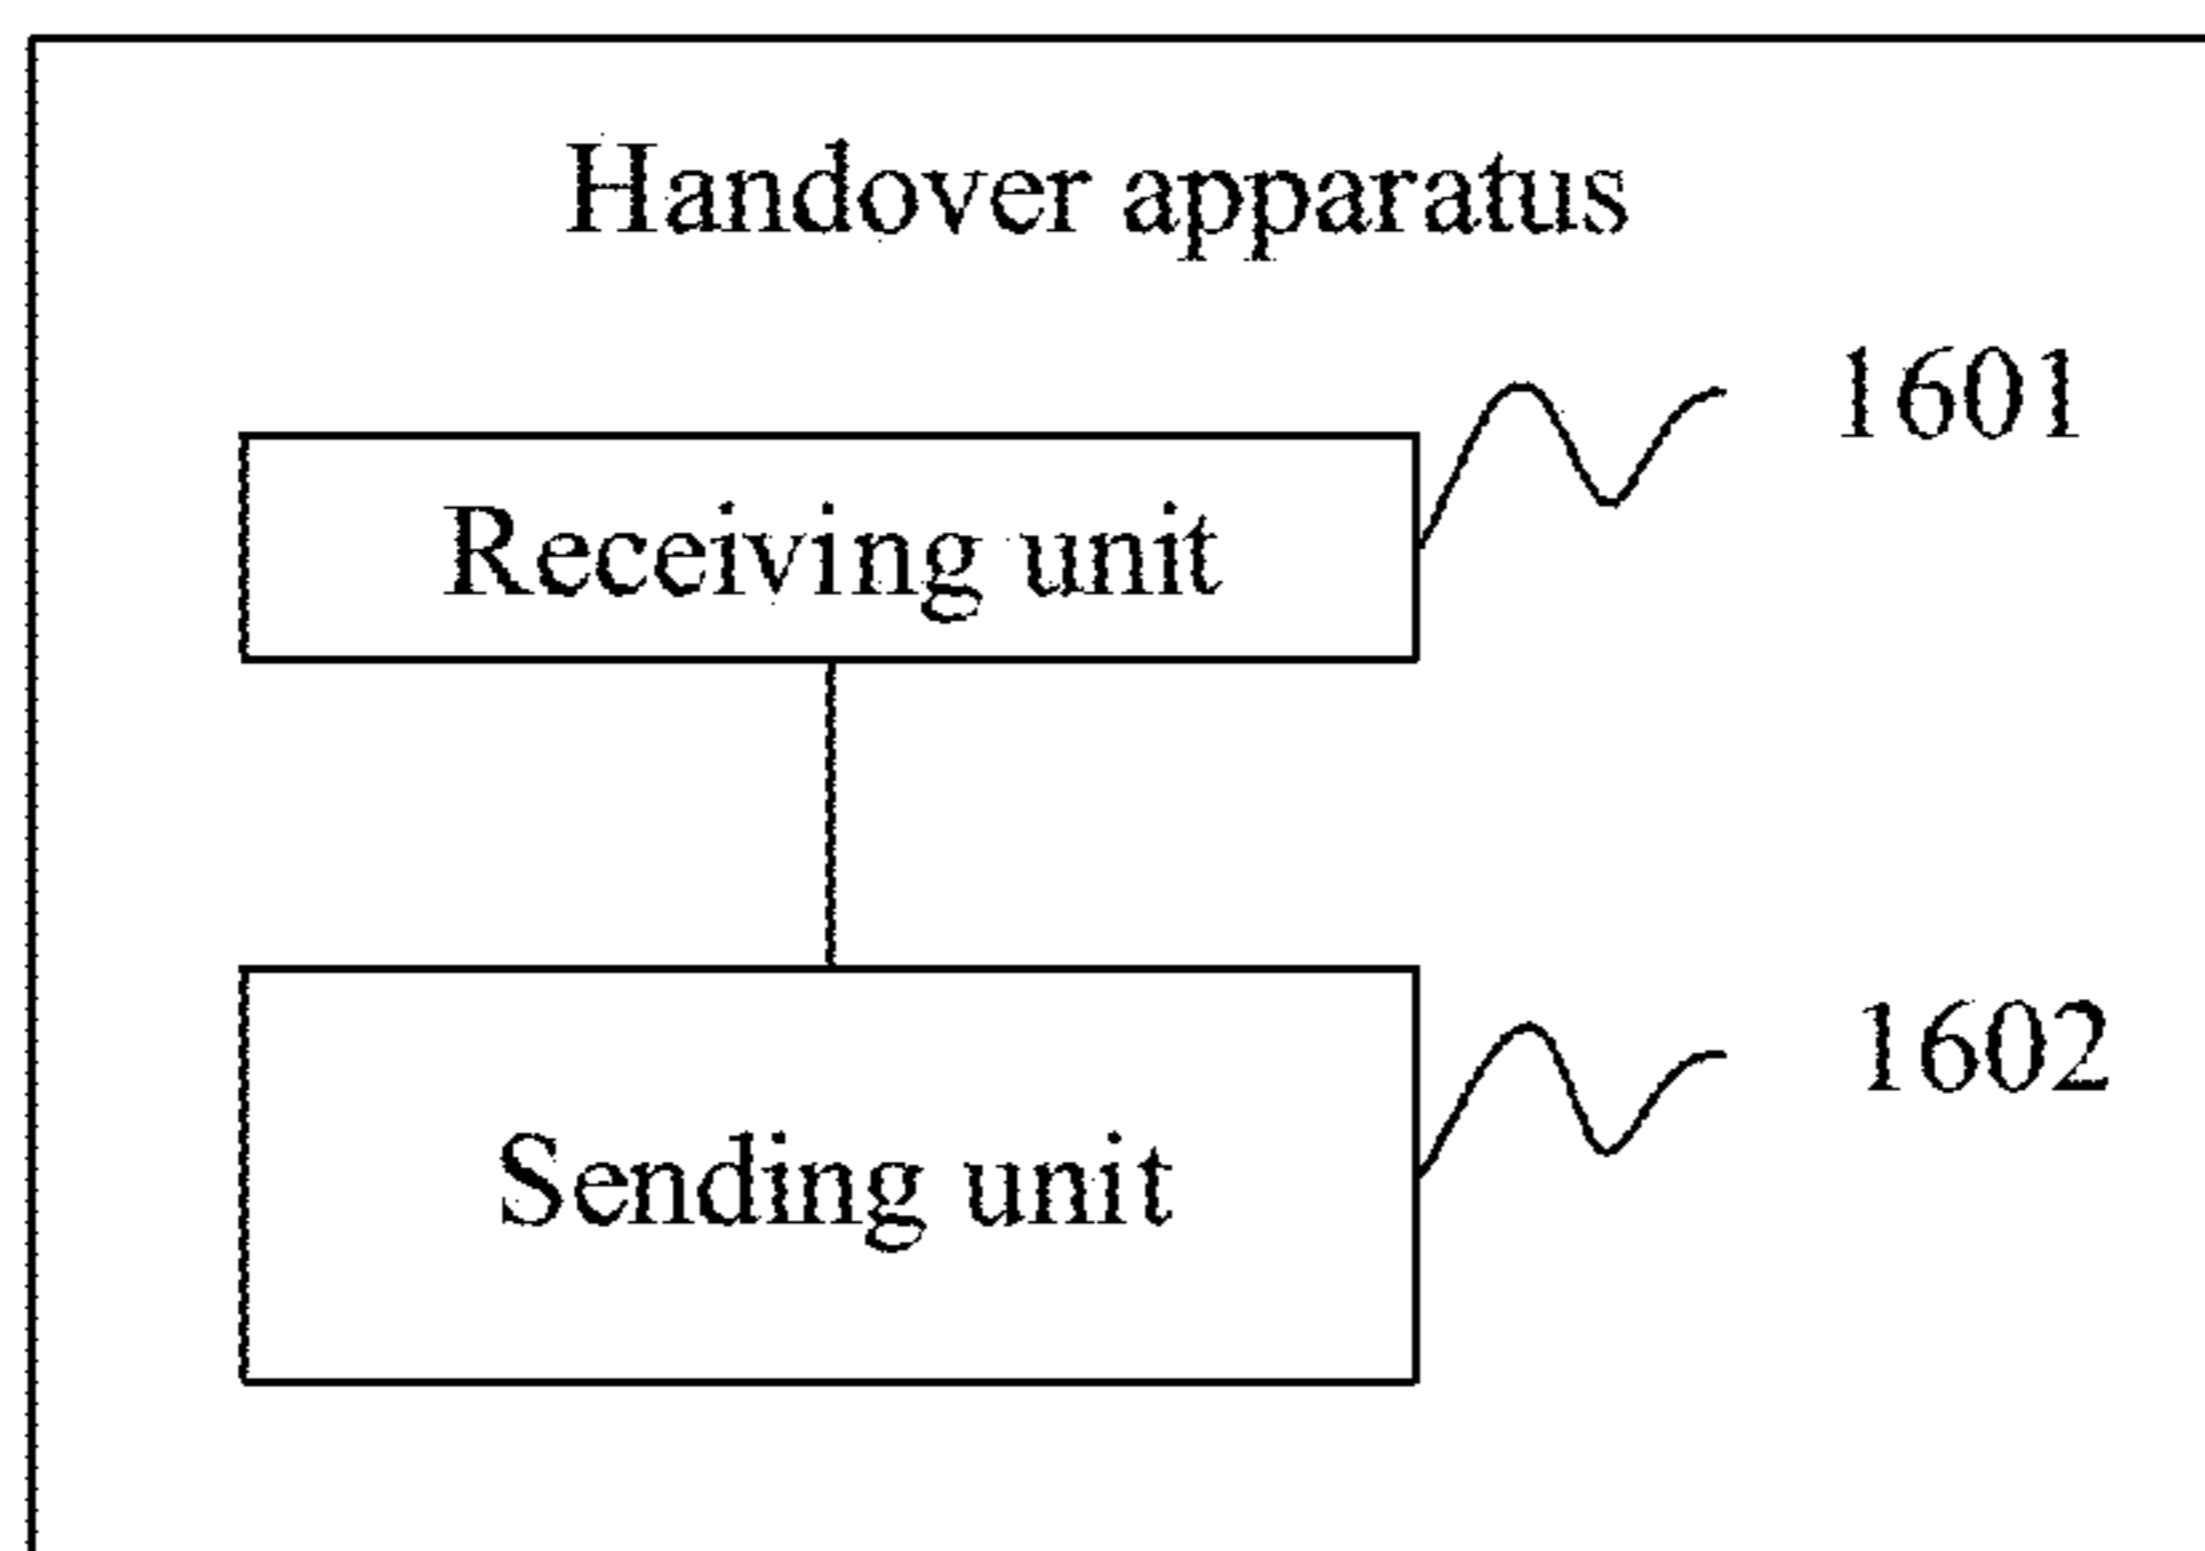 Handover apparatus
1601
Receiving unit
1602
Sending unit